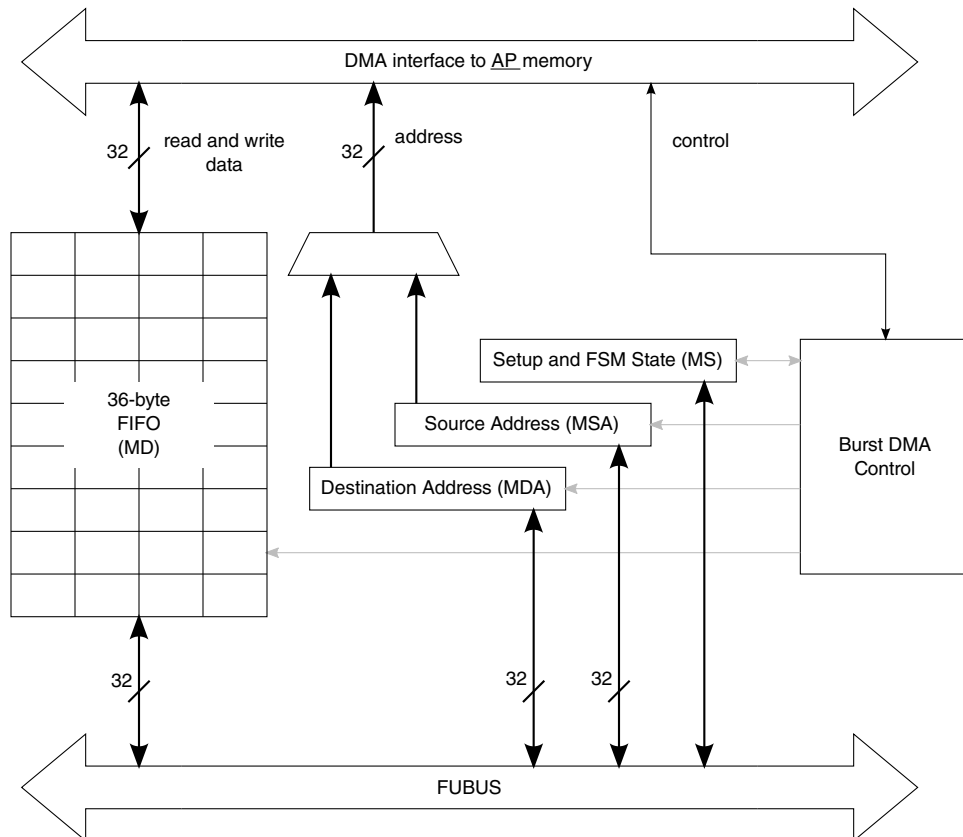 DMA interface to AP memory
32
read and write
data
32
address
control
Setup and FSM State (MS)
36-byte
FIFO
(MD)
Source Address (MSA)
Burst DMA
Control
Destination Address (MDA)
32
32
32
FUBUS